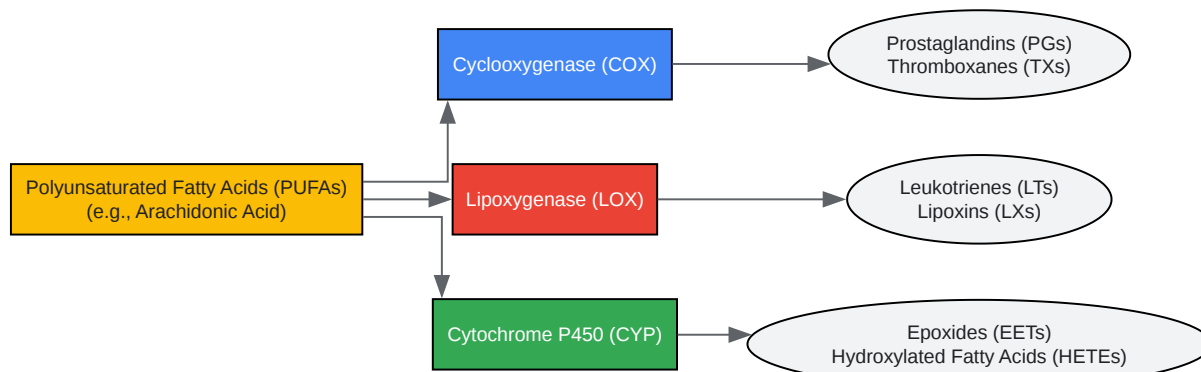 Cyclooxygenase (COX)
Prostaglandins (PGs)
Thromboxanes (TXs)
Polyunsaturated Fatty Acids (PUFAs)
(e.g., Arachidonic Acid)
Lipoxygenase (LOX)
Leukotrienes (LTs)
Lipoxins (LXs)
Cytochrome P450 (CYP)
Epoxides (EETs)
Hydroxylated Fatty Acids (HETEs)